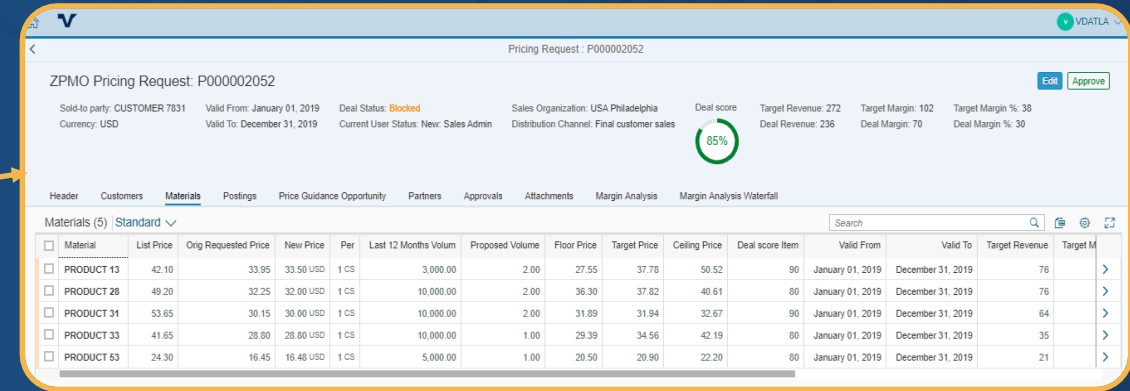 V VDATLA
Pricing Request : P000002052
ZPMO Pricing Request: P000002052 Edit Approve
Sold-to party: CUSTOMER 7831 Valid From: January 01, 2019 Deal Status: Blocked Sales Organization: USA Philadelphia Deal score Target Revenue: 272 Target Margin: 102 Target Margin %: 38
Currency: USD Valid To: December 31, 2019 Current User Status: New: Sales Admin Distribution Channel: Final customer sales Deal Revenue: 236 Deal Margin: 70 Deal Margin %: 30
85%
Header Customers Materials Postings Price Guidance Opportunity Partners Approvals Attachments Margin Analysis Margin Analysis Waterfall
Materials (5) Standard Search
Material List Price Orig Requested Price New Price Per Last 12 Months Volum Proposed Volume Floor Price Target Price Ceiling Price Deal score Item Valid From Valid To Target Revenue Target M
PRODUCT 13 42.10 33.95 33.50 USD 1 CS 3,000.00 2.00 27.55 37.78 50.52 90 January 01, 2019 December 31, 2019 76
PRODUCT 28 49.20 32.25 32.00 USD 1 CS 10,000.00 2.00 36.30 37.82 40.61 80 January 01, 2019 December 31, 2019 76
PRODUCT 31 53.65 30.15 30.00 USD 1 CS 10,000.00 2.00 31.89 31.94 32.67 90 January 01, 2019 December 31, 2019 64
PRODUCT 33 41.65 28.80 28.80 USD 1 CS 10,000.00 1.00 29.39 34.56 42.19 80 January 01, 2019 December 31, 2019 35
PRODUCT 53 24.30 16.45 16.48 USD 1 CS 5,000.00 1.00 20.50 20.90 22.20 80 January 01, 2019 December 31, 2019 21